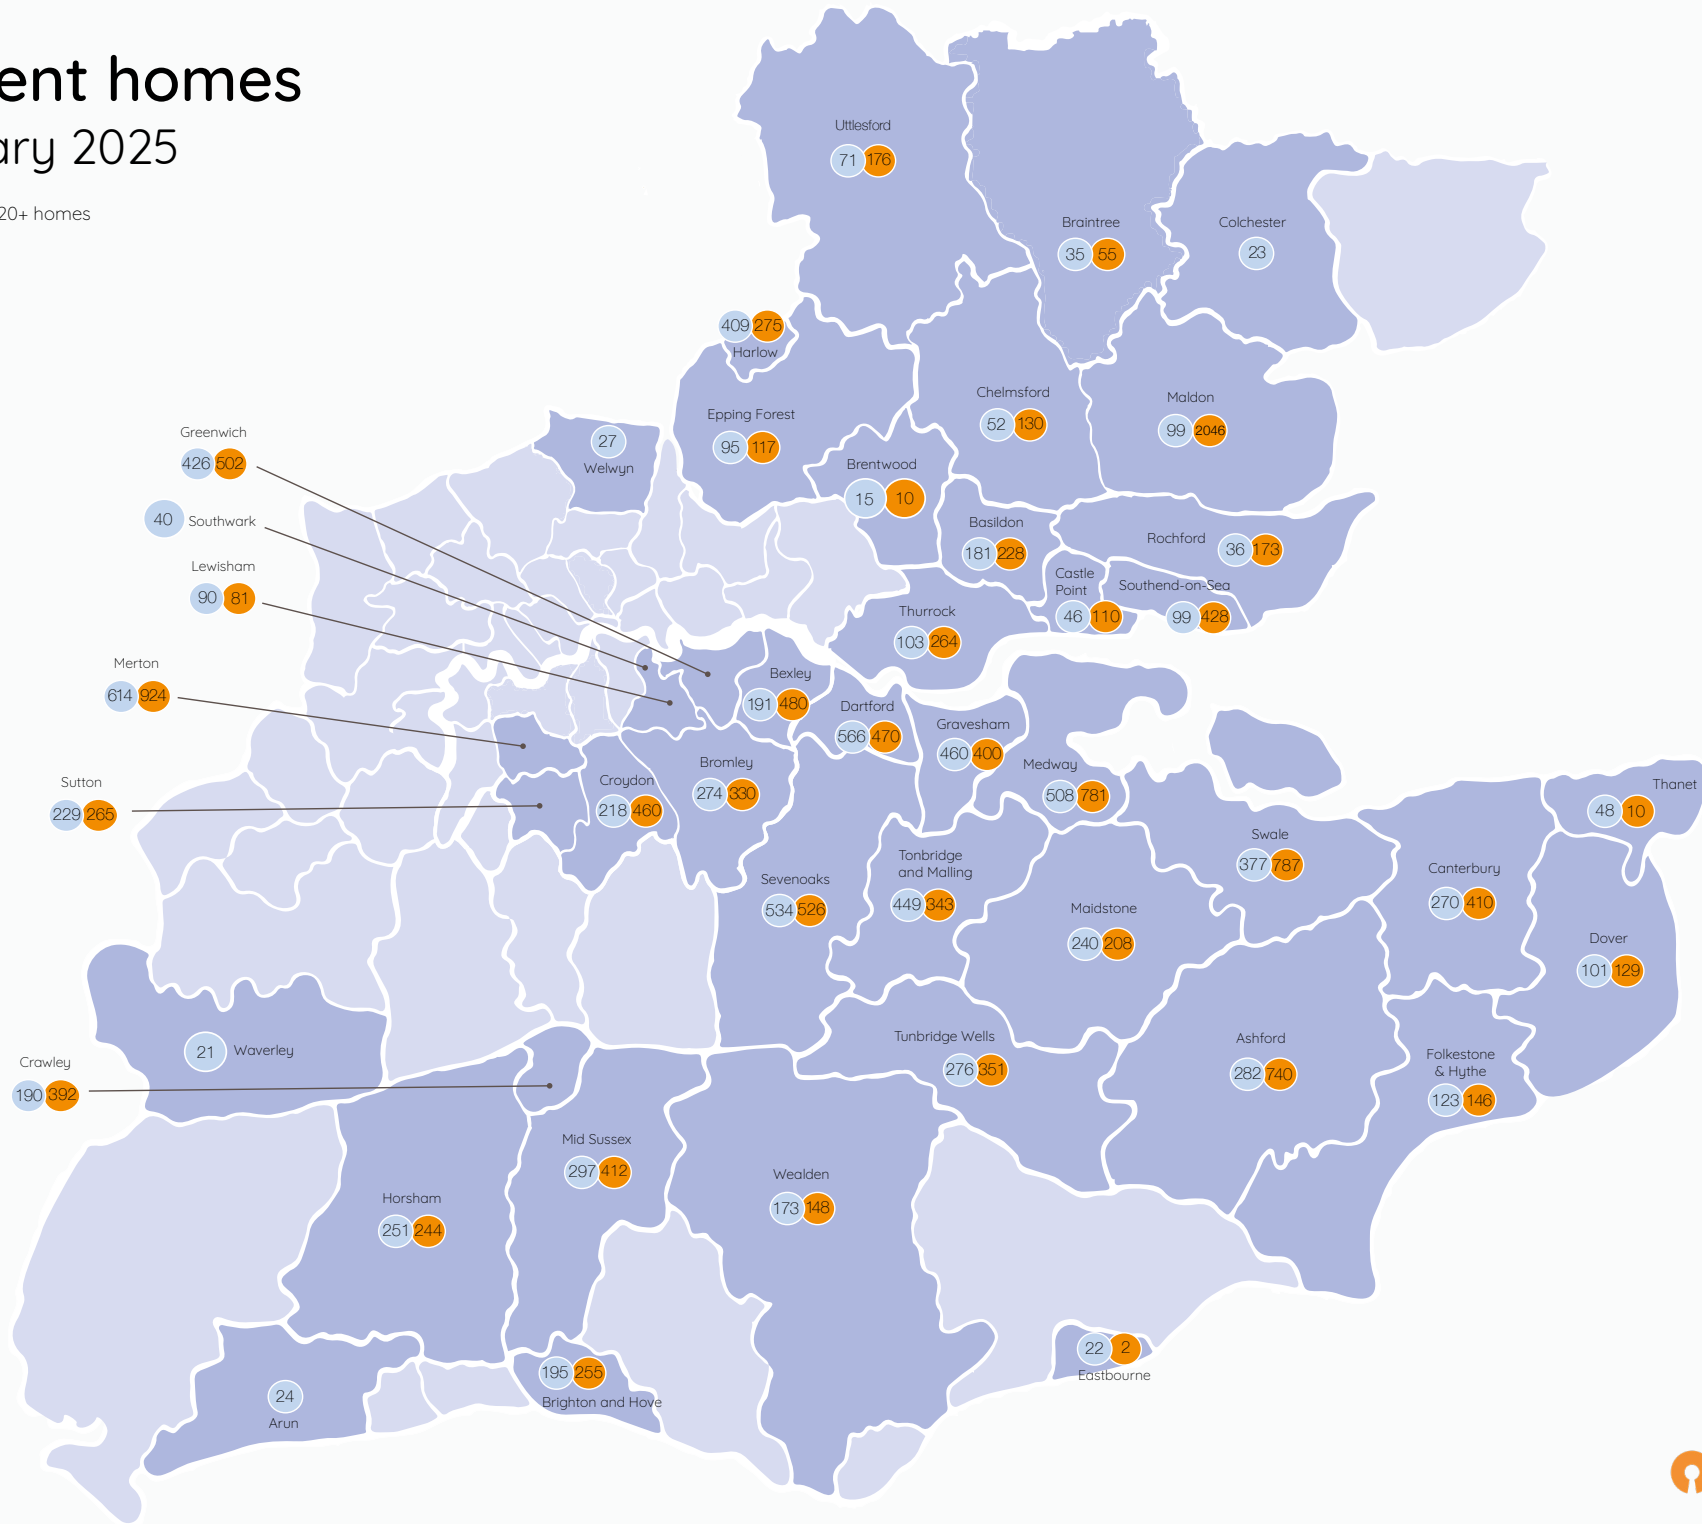 ent homes
ary 2025
20+ homes
Uttlesford
71 176
Braintree
35 55
Colchester
23
409 275
Harlow
Chelmsford
52 130
Maldon
99 2046
Epping Forest
95 117
Greenwich
426 502
27
Welwyn
Brentwood
15 10
40 Southwark
Basildon
181 228
Rochford 36 173
Lewisham
90 81
Castle
Point
46 110
Southend-on-Sea
99 428
Thurrock
103 264
Merton
614 924
Bexley
191 480
Dartford
566 470
Gravesham
460 400
Medway
508 781
Sutton
229 265
Croydon
218 460
Bromley
274 330
Thanet
48 10
Swale
377 787
Tonbridge
and Malling
449 343
Sevenoaks
534 526
Canterbury
270 410
Maidstone
240 208
Dover
101 129
21 Waverley
Crawley
190 392
Tunbridge Wells
276 351
Ashford
282 740
Folkestone
& Hythe
123 146
Mid Sussex
297 412
Wealden
173 148
Horsham
251 244
22 2
Eastbourne
195 255
Brighton and Hove
24
Arun